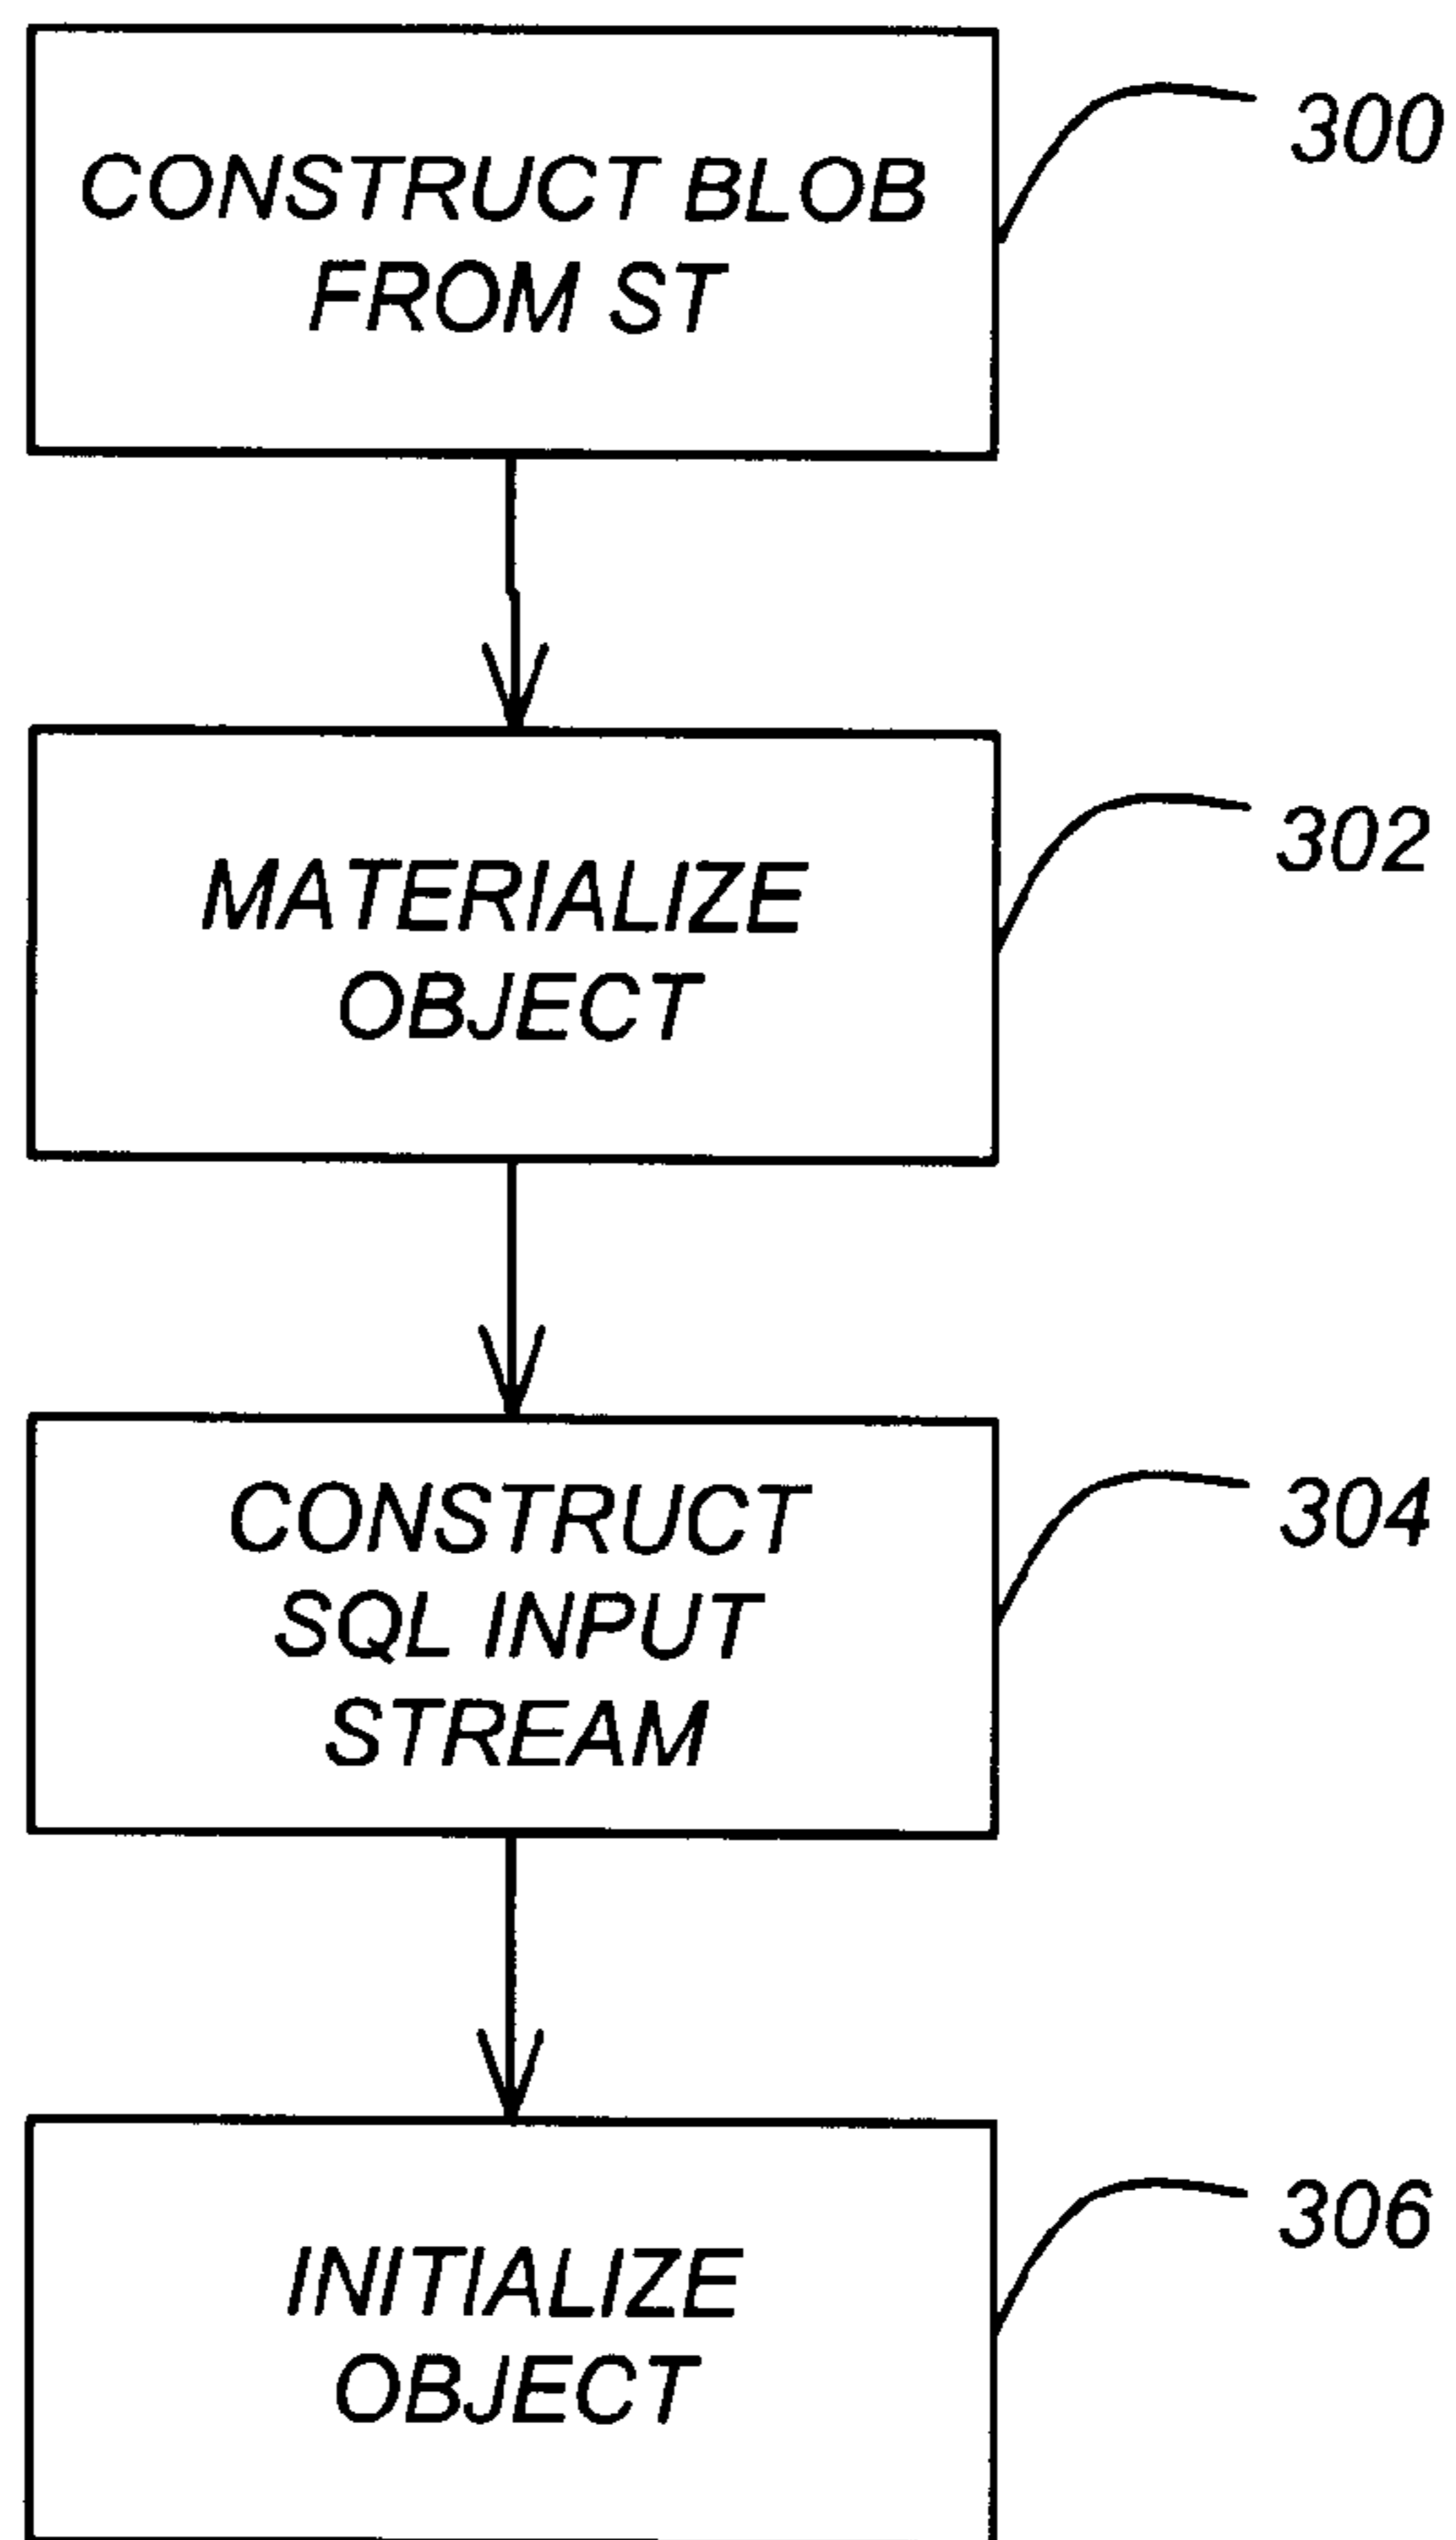 CONSTRUCT BLOB
FROM ST
300
MATERIALIZE
OBJECT
302
CONSTRUCT
SQL INPUT
STREAM
304
INITIALIZE
OBJECT
306